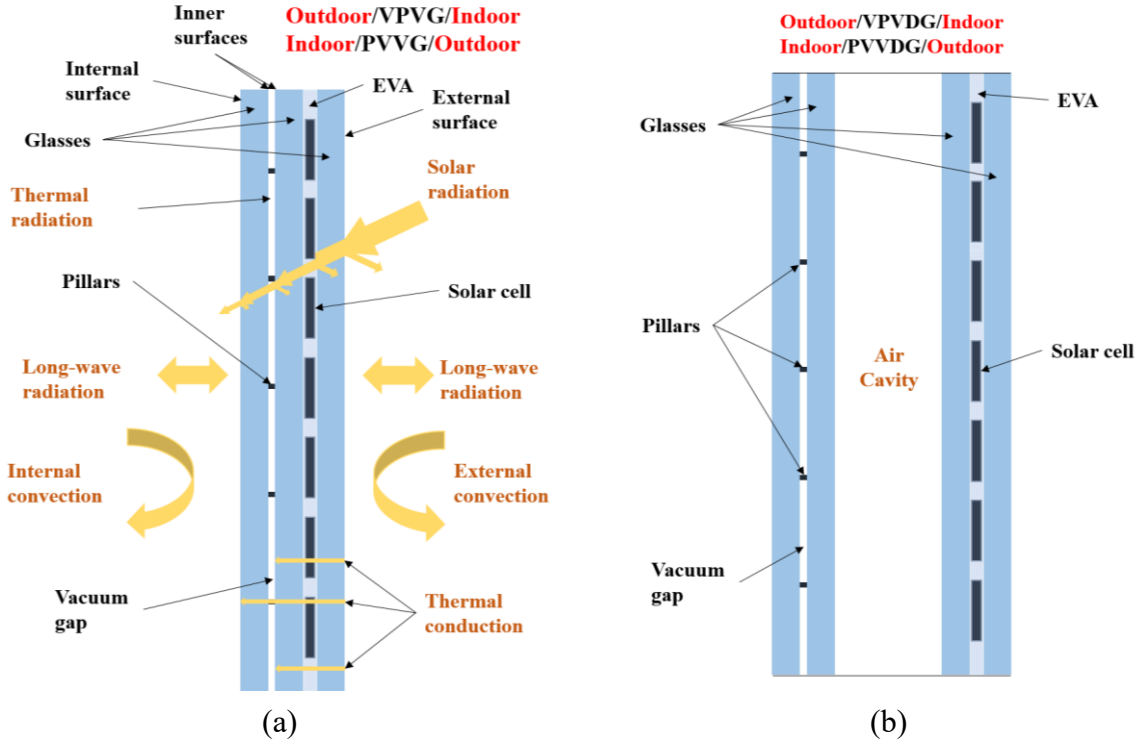 Inner
surfaces
Outdoor/VPVG/Indoor
Indoor/PVVG/Outdoor
Internal
surface
EVA
External
surface
Glasses
Thermal
radiation
Solar
radiation
Pillars
Solar cell
Long-wave
radiation
Long-wave
radiation
Internal
convection
External
convection
Vacuum
gap
Thermal
conduction
(a)
Outdoor/VPVDG/Indoor
Indoor/PVVDG/Outdoor
EVA
Glasses
Pillars
Air
Cavity
Solar cell
Vacuum
gap
(b)